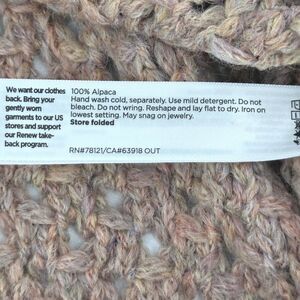 We want our clothes
back. Bring your
gently worn
garments to our US
stores and support
our Renew take-
back program.
100% Alpaca
Hand wash cold, separately. Use mild detergent. Do not
bleach. Do not wring. Reshape and lay flat to dry. Iron on
lowest setting. May snag on jewelry.
Store folded
RN#78121/CA#63918 OUT